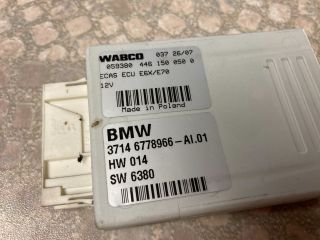 WABCO 037 26/07
059380 446 150 050 0
ECAS ECU E6X/E70
12V
Made in Poland
BMW
3714 6778966-AI.01
HW 014
SW 6380